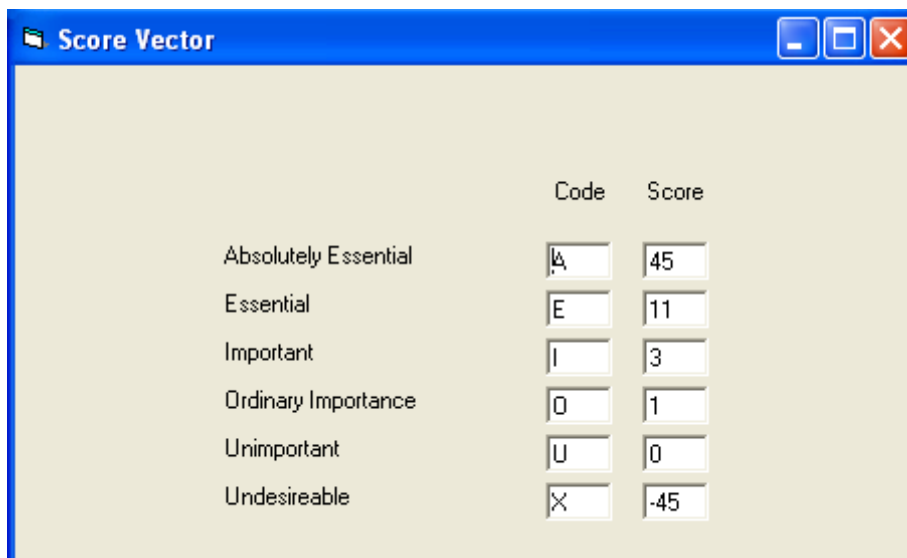 Score Vector
Code Score
Absolutely Essential A 45
Essential E 11
Important I 3
Ordinary Importance O 1
Unimportant U 0
Undesireable X -45